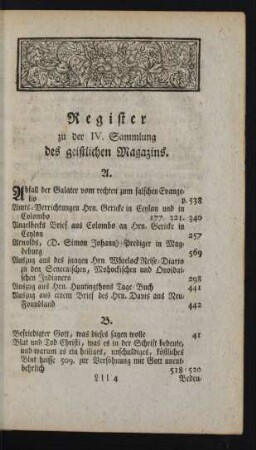 Register
zu der IV. Sammlung
des geistlichen Magazins.
A.
Abfall der Galater vom rechten zum falschen Evange-
lio p. 538
Amts-Verrichtungen Hrn. Gericke in Ceylon und in
Colombo 177. 221. 340
Angelbecks Brief aus Colombo an Hrn. Gericke in
Ceylon 257
Arnolds, (D. Simon Johann) Prediger in Mag-
deburg 569
Auszug aus des jungen Hrn. Wheelock Reise-Diario
zu den Senecaischen, Mohockischen und Onoidai-
schen Indianern 298
Auszug aus Hrn. Huntingthons Tage-Buch 441
Auszug aus einem Brief des Hrn. Davis aus Neu-
Foundland 442
B.
Befriedigter Gott, was dieses sagen wolle 41
Blut und Tod Christi, was es in der Schrift bedeute,
und warum es ein heiliges, unschuldiges, köstliches
Blut heisse 509. zur Versöhnung mit Gott unent-
behrlich 518. 520
Lll 4 Beden-